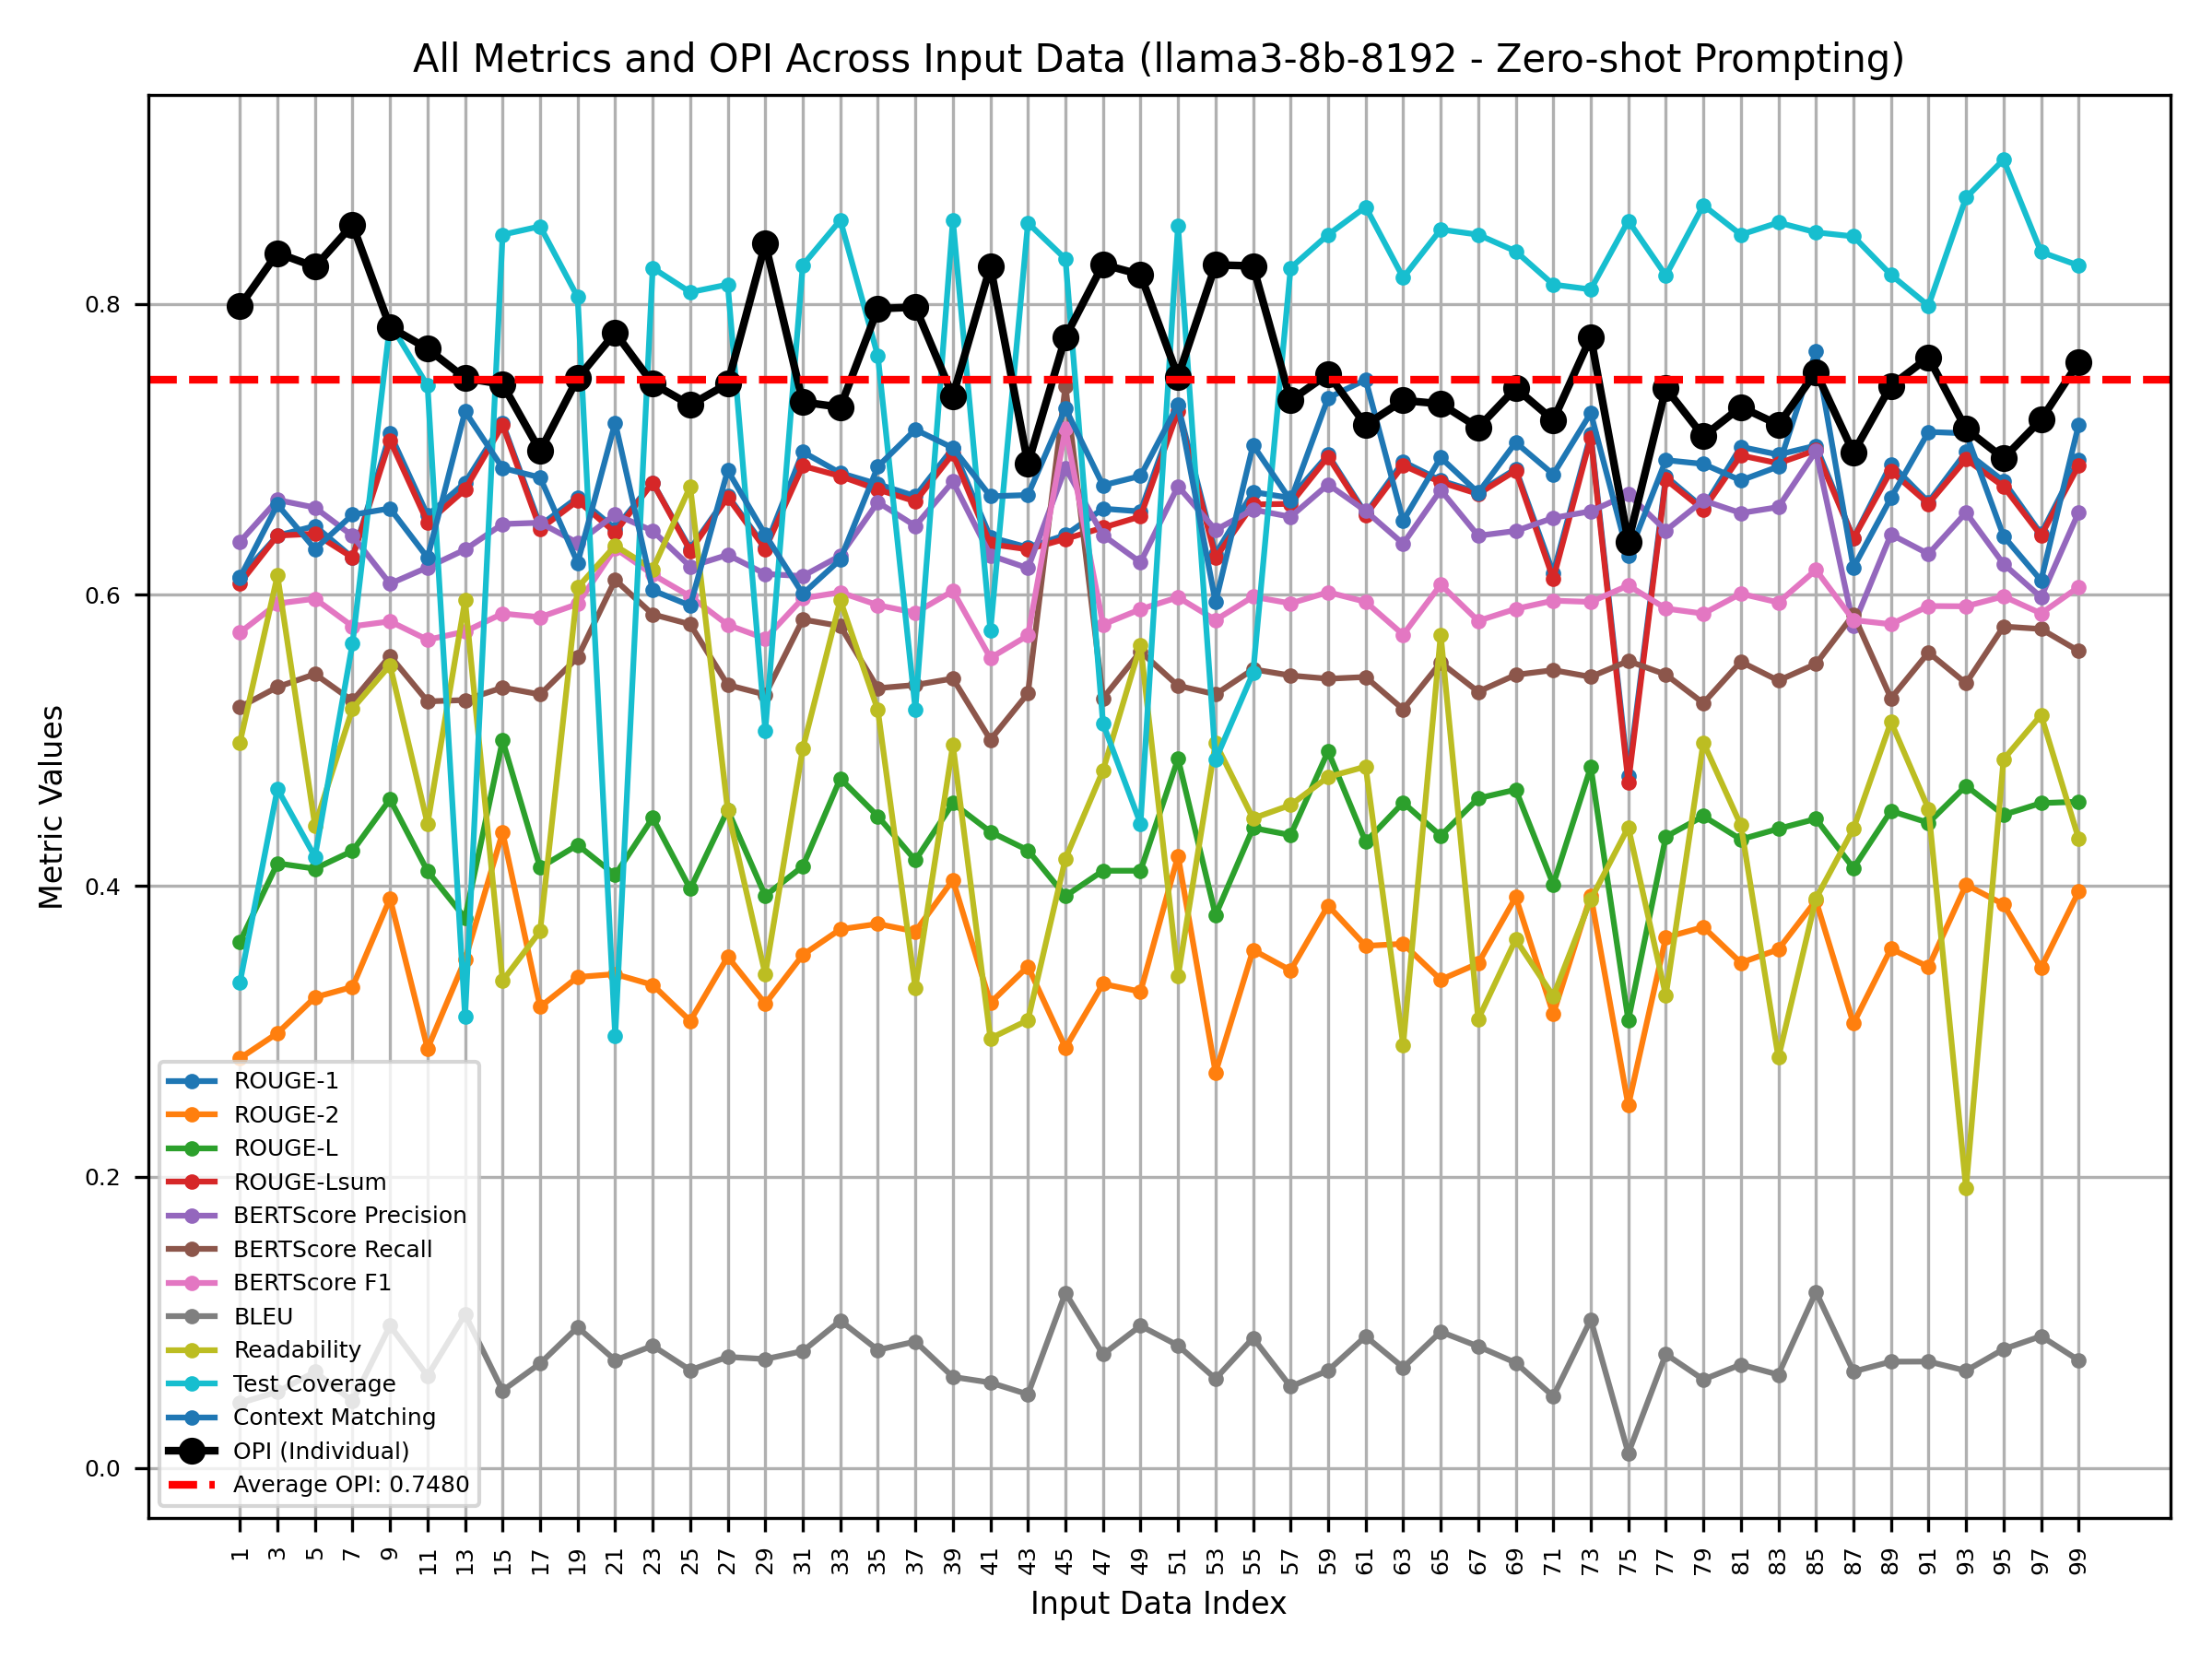 All Metrics and OPI Across Input Data (llama3-8b-8192 - Zero-shot Prompting)
Metric Values
0.8
0.6
0.4
0.2
0.0
ROUGE-1
ROUGE-2
ROUGE-L
ROUGE-Lsum
BERTScore Precision
BERTScore Recall
BERTScore F1
BLEU
Readability
Test Coverage
Context Matching
OPI (Individual)
Average OPI: 0.7480
1 3 5 7 9 11 13 15 17 19 21 23 25 27 29 31 33 35 37 39 41 43 45 47 49 51 53 55 57 59 61 63 65 67 69 71 73 75 77 79 81 83 85 87 89 91 93 95 97 99
Input Data Index